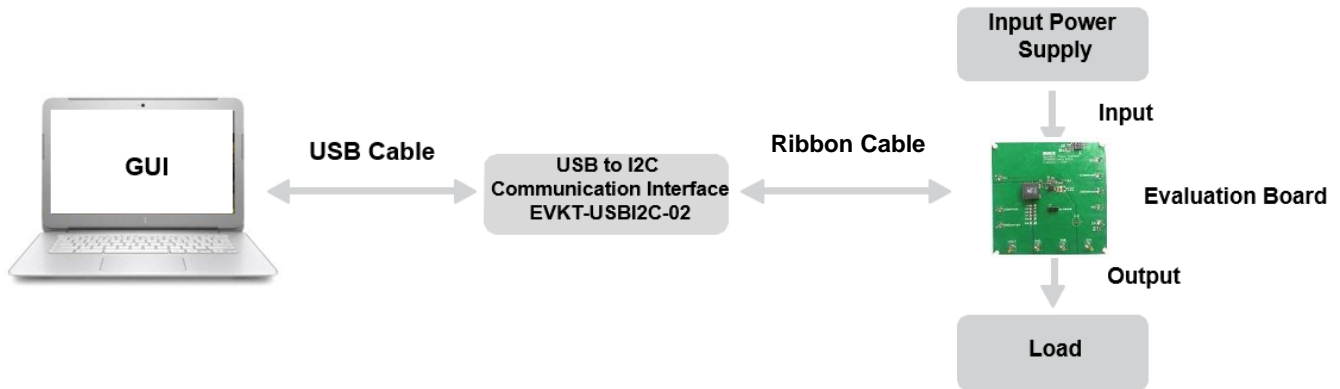 GUI
USB Cable
USB to I2C
Communication Interface
EVKT-USBI2C-02
Ribbon Cable
Input Power
Supply
Input
Evaluation Board
Output
Load